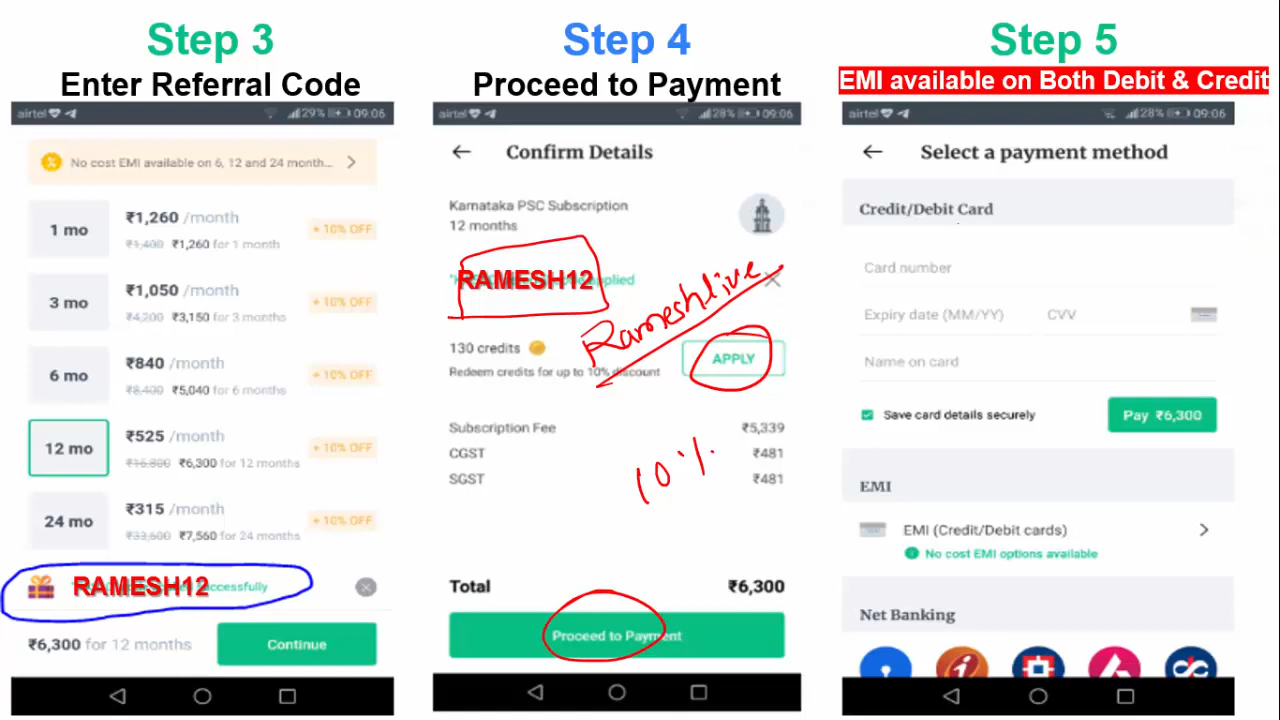 Step 3
Enter Referral Code
airtel 29% 09:06
No cost EMI available on 6, 12 and 24 month...
1 mo
₹1,260 /month
₹1,400 ₹1,260 for 1 month
+ 10% OFF
3 mo
₹1,050 /month
₹4,200 ₹3,150 for 3 months
+ 10% OFF
6 mo
₹840 /month
₹8,400 ₹5,040 for 6 months
+ 10% OFF
12 mo
₹525 /month
₹16,800 ₹6,300 for 12 months
+ 10% OFF
24 mo
₹315 /month
₹33,600 ₹7,560 for 24 months
+ 10% OFF
RAMESH12 successfully
₹6,300 for 12 months
Continue
Step 4
Proceed to Payment
airtel 28% 09:06
Confirm Details
Karnataka PSC Subscription
12 months
RAMESH12 applied
Rameshlive
130 credits
Redeem credits for up to 10% discount
APPLY
Subscription Fee ₹5,339
CGST ₹481
SGST ₹481
10%
Total ₹6,300
Proceed to Payment
Step 5
EMI available on Both Debit & Credit
airtel 28% 09:06
Select a payment method
Credit/Debit Card
Card number
Expiry date (MM/YY) CVV
Name on card
Save card details securely
Pay ₹6,300
EMI
EMI (Credit/Debit cards)
No cost EMI options available
Net Banking